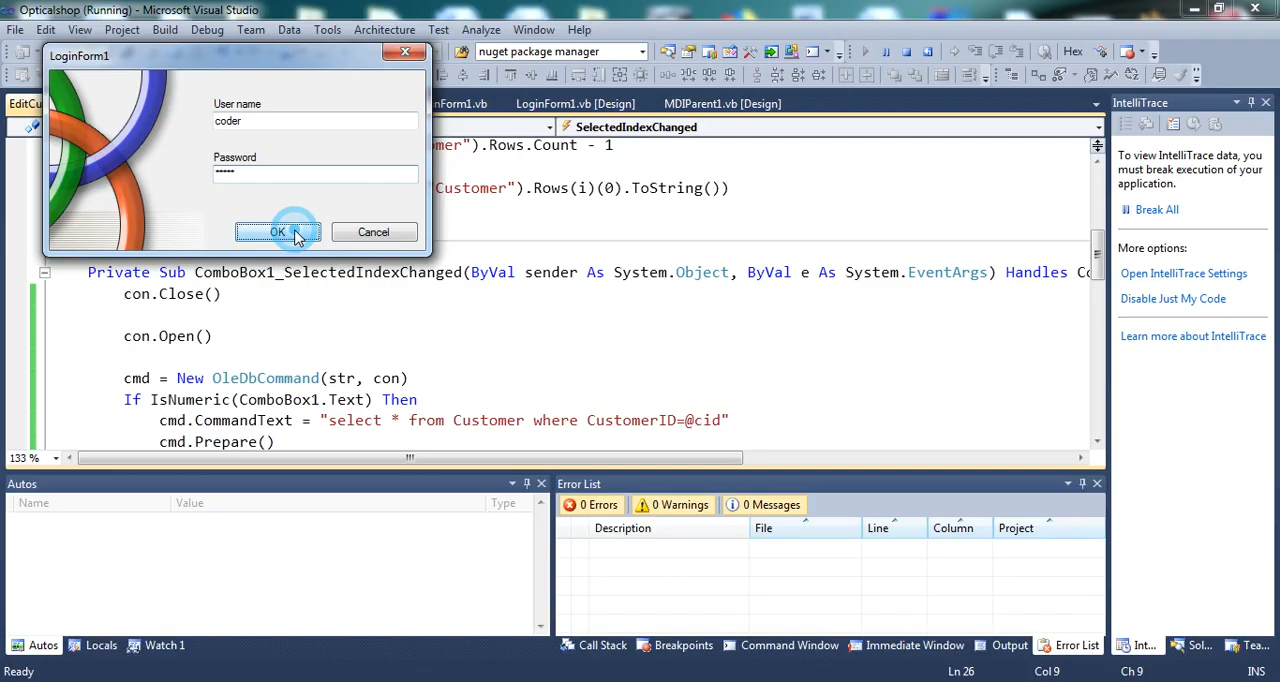 Opticalshop (Running) - Microsoft Visual Studio
File Edit View Project Build Debug Team Data Tools Architecture Test Analyze Window Help
nuget package manager
Hex
LoginForm1
User name
coder
Password
*****
OK Cancel
EditCu
nForm1.vb LoginForm1.vb [Design] MDIParent1.vb [Design]
SelectedIndexChanged
omer").Rows.Count - 1
Customer").Rows(i)(0).ToString())
Private Sub ComboBox1_SelectedIndexChanged(ByVal sender As System.Object, ByVal e As System.EventArgs) Handles Co
con.Close()
con.Open()
cmd = New OleDbCommand(str, con)
If IsNumeric(ComboBox1.Text) Then
cmd.CommandText = "select * from Customer where CustomerID=@cid"
cmd.Prepare()
133 %
IntelliTrace
To view IntelliTrace data, you
must break execution of your
application.
Break All
More options:
Open IntelliTrace Settings
Disable Just My Code
Learn more about IntelliTrace
Autos
Name Value Type
Error List
0 Errors 0 Warnings 0 Messages
Description File Line Column Project
Autos Locals Watch 1
Call Stack Breakpoints Command Window Immediate Window Output Error List
Int... Sol... Tea...
Ready Ln 26 Col 9 Ch 9 INS